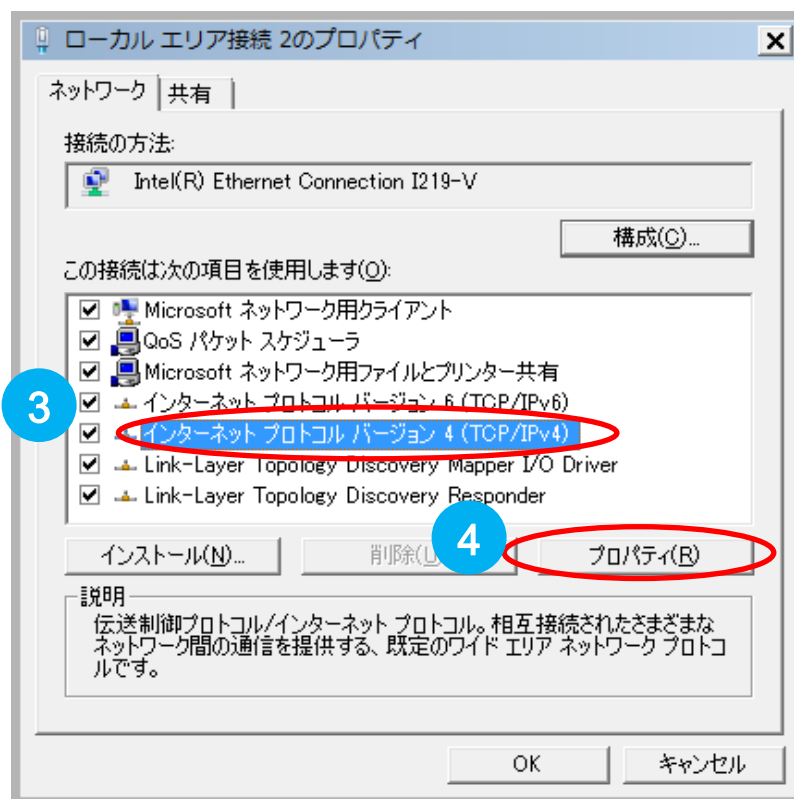 ローカル エリア接続 2のプロパティ
ネットワーク 共有
接続の方法:
Intel(R) Ethernet Connection I219-V
構成(C)...
この接続は次の項目を使用します(O):
Microsoft ネットワーク用クライアント
QoS パケット スケジューラ
Microsoft ネットワーク用ファイルとプリンター共有
3
インターネット プロトコル バージョン 6 (TCP/IPv6)
インターネット プロトコル バージョン 4 (TCP/IPv4)
Link-Layer Topology Discovery Mapper I/O Driver
Link-Layer Topology Discovery Responder
4
インストール(N)... 削除(U プロパティ(R)
説明
伝送制御プロトコル/インターネット プロトコル。相互接続されたさまざまな
ネットワーク間の通信を提供する、既定のワイド エリア ネットワーク プロトコ
ルです。
OK キャンセル